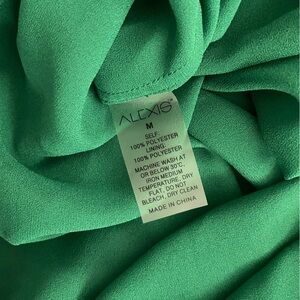 ALEXIS
M
SELF:
100% POLYESTER
LINING:
100% POLYESTER
MACHINE WASH AT
OR BELOW 30°C.
IRON MEDIUM
TEMPERATURE, DRY
FLAT, DO NOT
BLEACH, DRY CLEAN
MADE IN CHINA